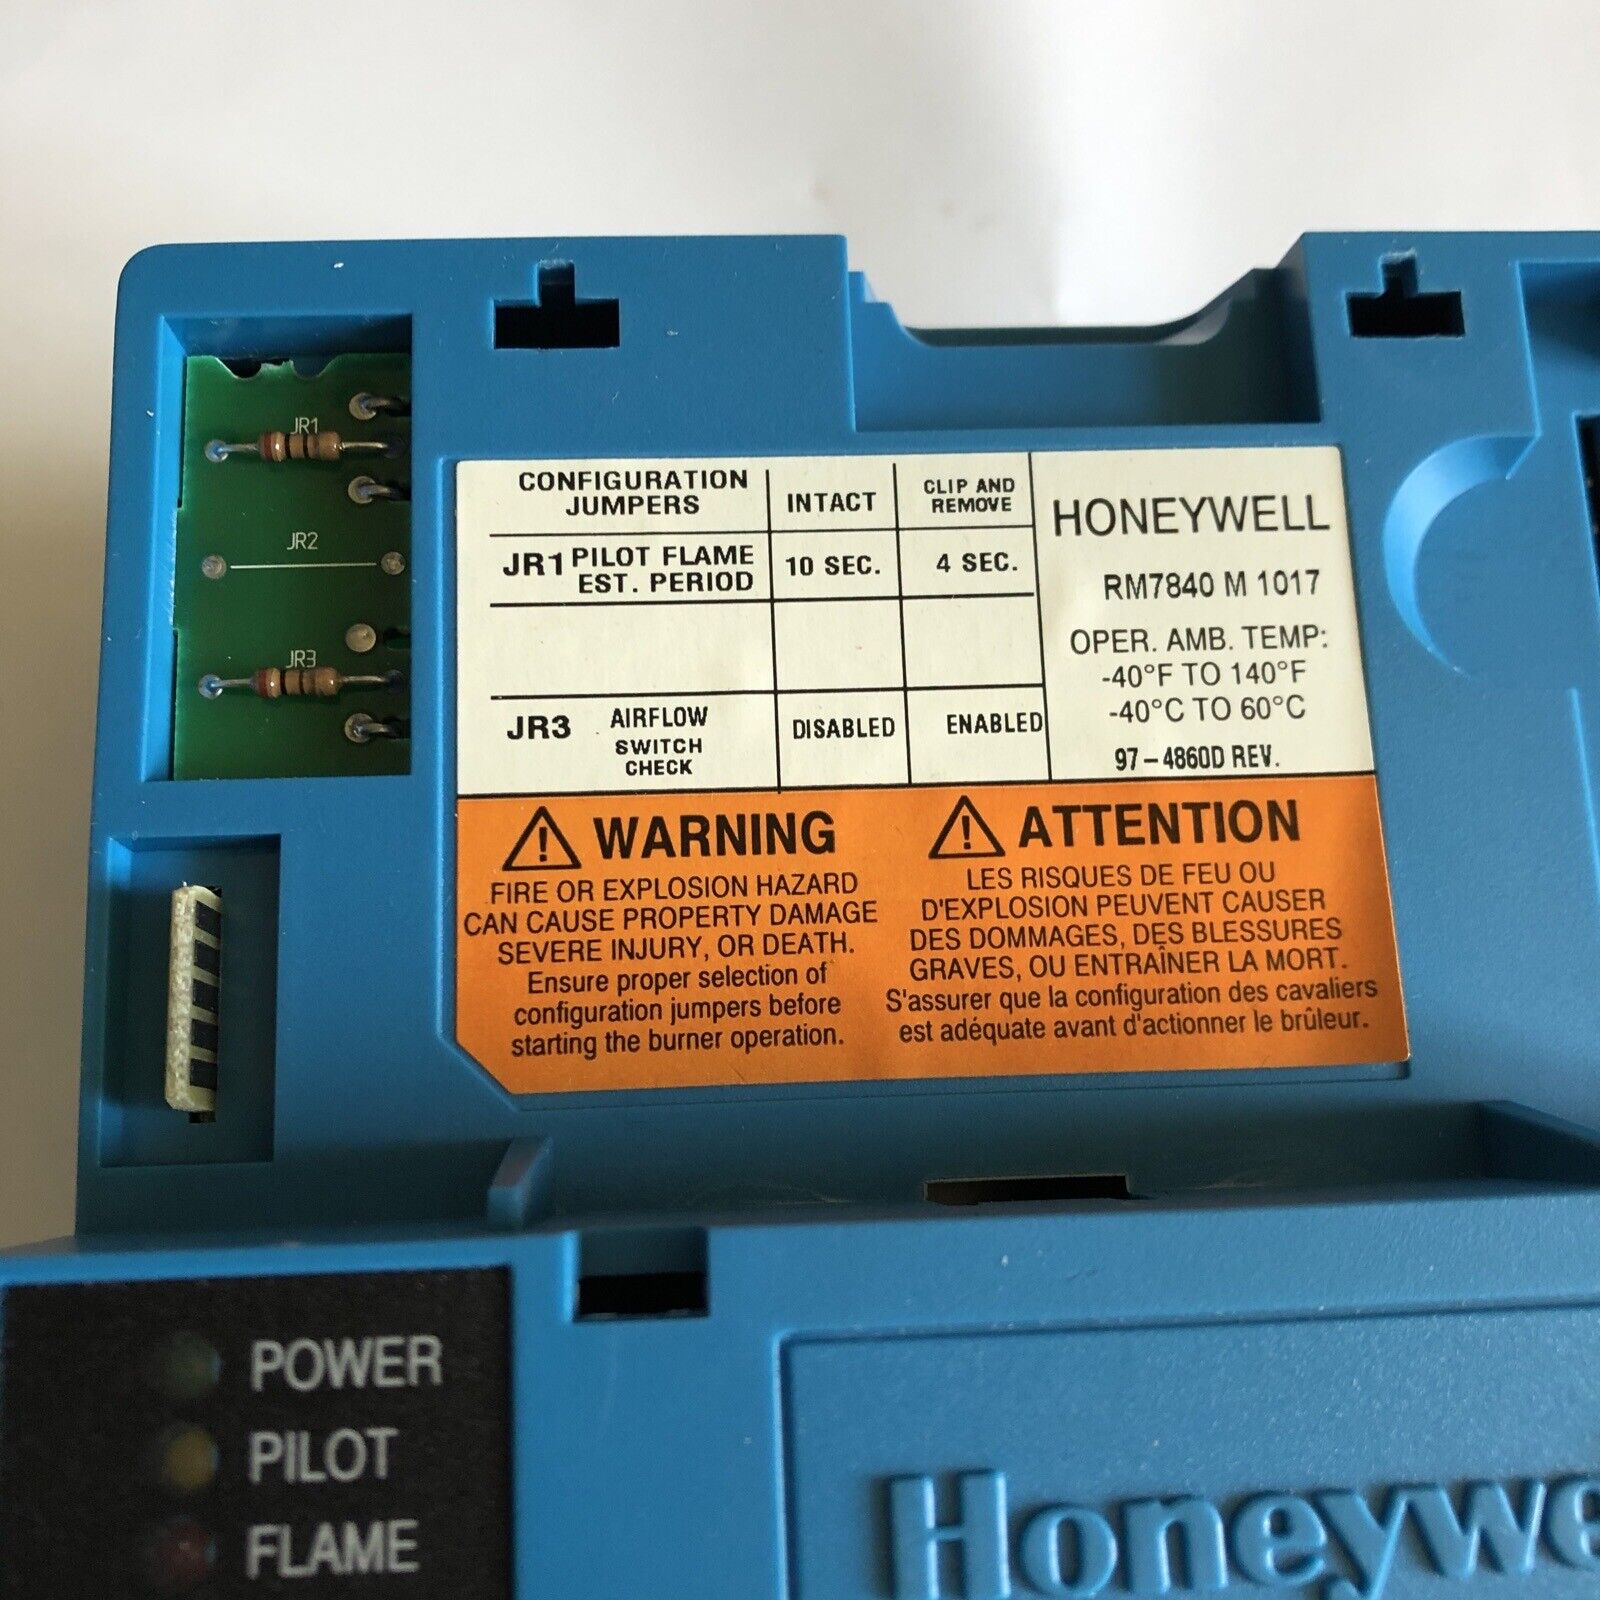 JR1
JR2
JR3
CONFIGURATION JUMPERS INTACT CLIP AND REMOVE
JR1 PILOT FLAME EST. PERIOD 10 SEC. 4 SEC.
JR3 AIRFLOW SWITCH CHECK DISABLED ENABLED
HONEYWELL
RM7840 M 1017
OPER. AMB. TEMP:
-40°F TO 140°F
-40°C TO 60°C
97-4860D REV.
WARNING
FIRE OR EXPLOSION HAZARD
CAN CAUSE PROPERTY DAMAGE
SEVERE INJURY, OR DEATH.
Ensure proper selection of
configuration jumpers before
starting the burner operation.
ATTENTION
LES RISQUES DE FEU OU
D'EXPLOSION PEUVENT CAUSER
DES DOMMAGES, DES BLESSURES
GRAVES, OU ENTRAÎNER LA MORT.
S'assurer que la configuration des cavaliers
est adéquate avant d'actionner le brûleur.
POWER
PILOT
FLAME
Honeywe